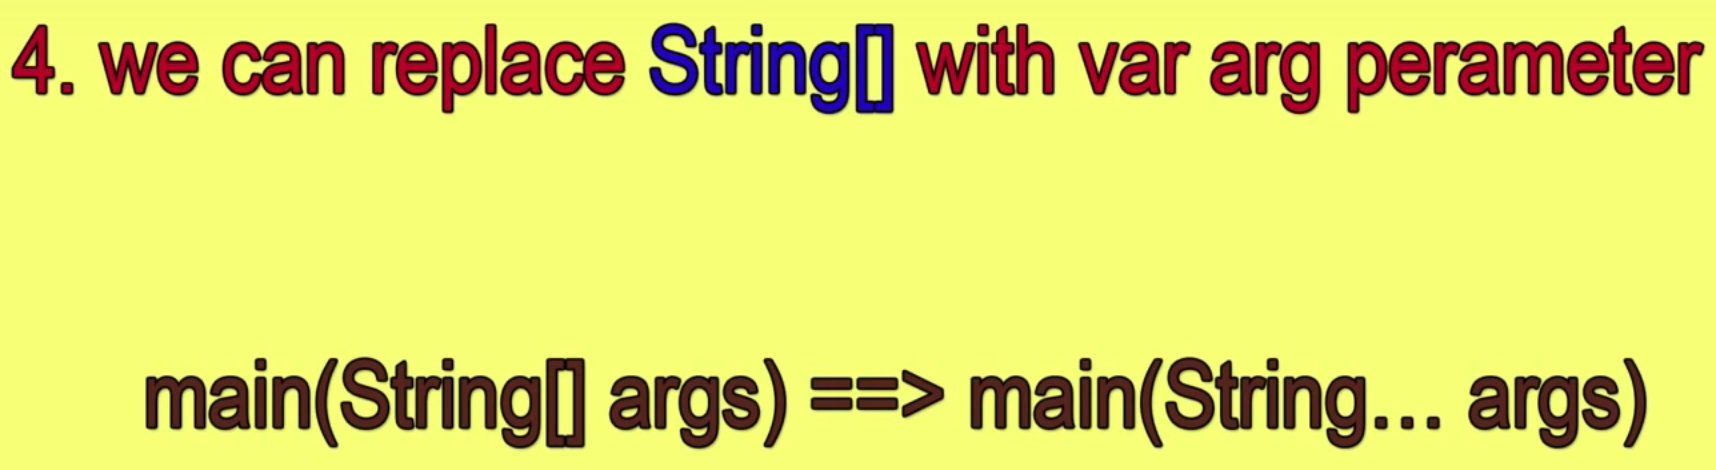 4. we can replace String[] with var arg perameter
main(String[] args) ==> main(String... args)